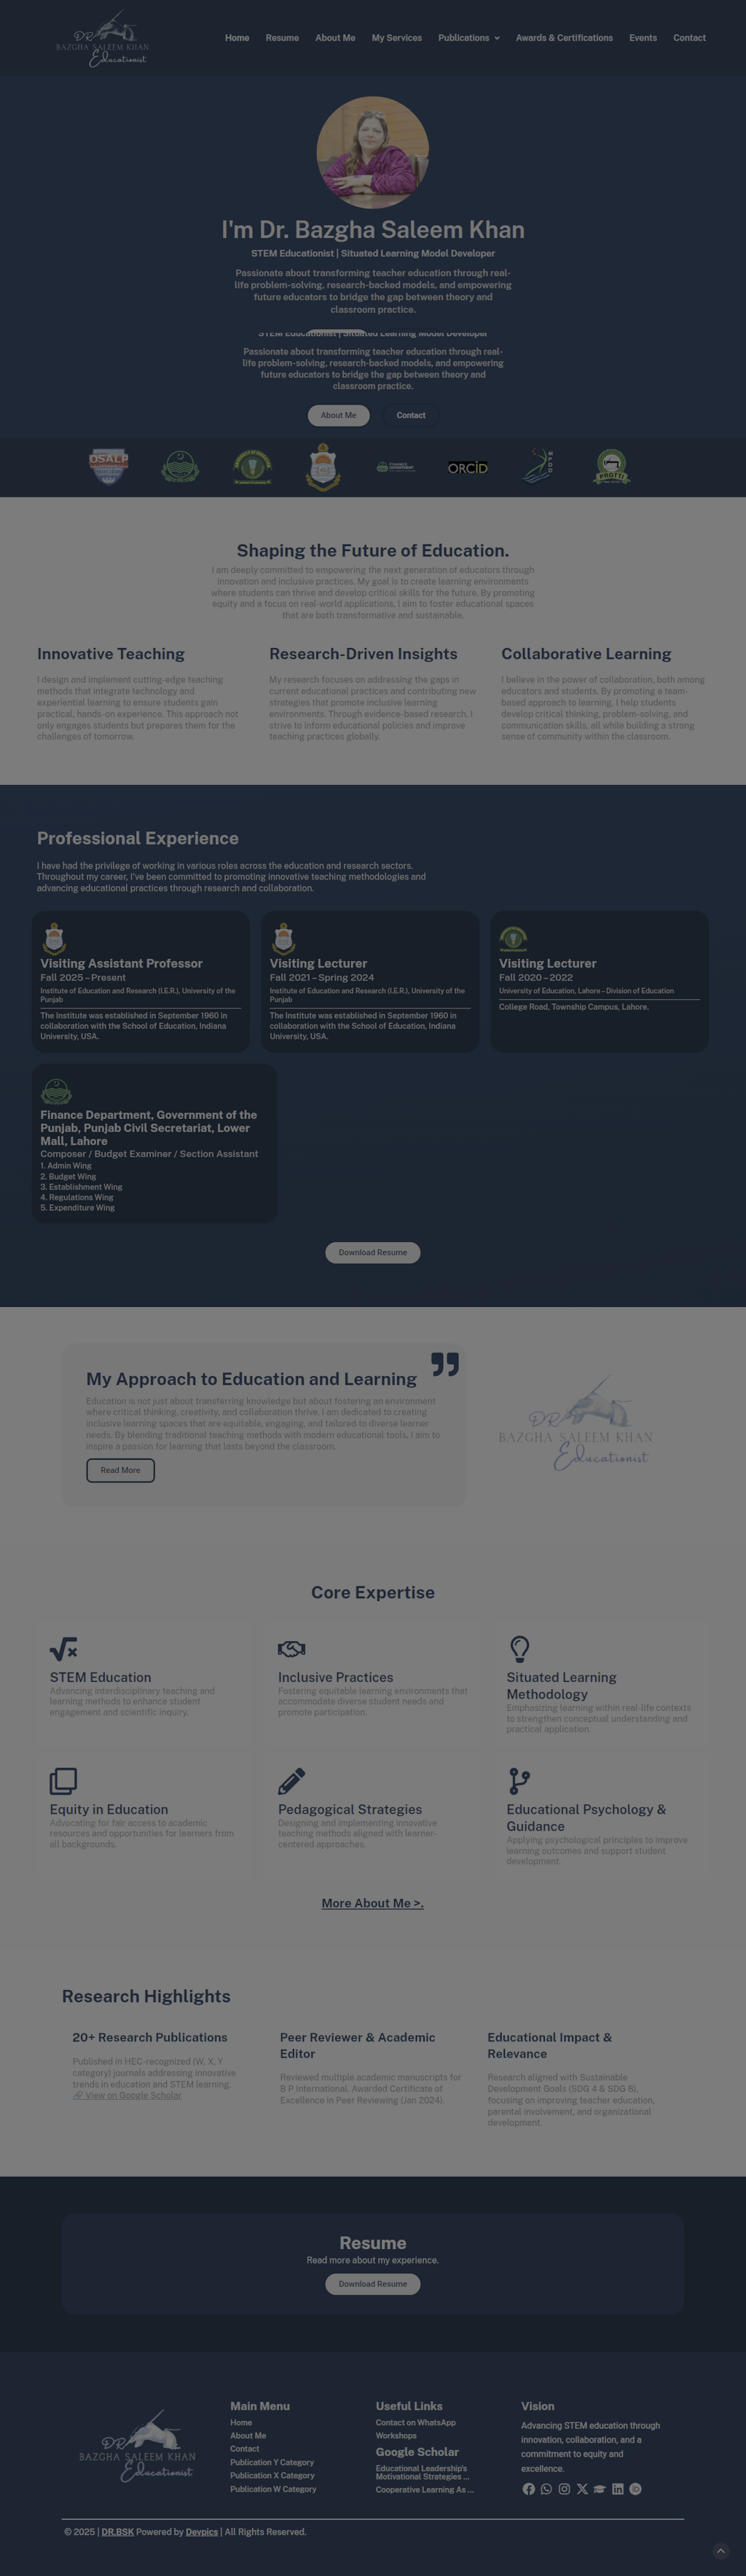 DR.
BAZGHA SALEEM KHAN
Educationist
Home Resume About Me My Services Publications Awards & Certifications Events Contact
I'm Dr. Bazgha Saleem Khan
STEM Educationist | Situated Learning Model Developer
Passionate about transforming teacher education through real-
life problem-solving, research-backed models, and empowering
future educators to bridge the gap between theory and
classroom practice.
STEM Educationist | Situated Learning Model Developer
Passionate about transforming teacher education through real-
life problem-solving, research-backed models, and empowering
future educators to bridge the gap between theory and
classroom practice.
About Me Contact
OSALP
FINANCE
DEPARTMENT
ORCID
Shaping the Future of Education.
I am deeply committed to empowering the next generation of educators through
innovation and inclusive practices. My goal is to create learning environments
where students can thrive and develop critical skills for the future. By promoting
equity and a focus on real-world applications, I aim to foster educational spaces
that are both transformative and sustainable.
Innovative Teaching
I design and implement cutting-edge teaching
methods that integrate technology and
experiential learning to ensure students gain
practical, hands-on experience. This approach not
only engages students but prepares them for the
challenges of tomorrow.
Research-Driven Insights
My research focuses on addressing the gaps in
current educational practices and contributing new
strategies that promote inclusive learning
environments. Through evidence-based research, I
strive to inform educational policies and improve
teaching practices globally.
Collaborative Learning
I believe in the power of collaboration, both among
educators and students. By promoting a team-
based approach to learning, I help students
develop critical thinking, problem-solving, and
communication skills, all while building a strong
sense of community within the classroom.
Professional Experience
I have had the privilege of working in various roles across the education and research sectors.
Throughout my career, I've been committed to promoting innovative teaching methodologies and
advancing educational practices through research and collaboration.
Visiting Assistant Professor
Fall 2025 – Present
Institute of Education and Research (I.E.R.), University of the
Punjab
The Institute was established in September 1960 in
collaboration with the School of Education, Indiana
University, USA.
Visiting Lecturer
Fall 2021 – Spring 2024
Institute of Education and Research (I.E.R.), University of the
Punjab
The Institute was established in September 1960 in
collaboration with the School of Education, Indiana
University, USA.
Visiting Lecturer
Fall 2020 – 2022
University of Education, Lahore – Division of Education
College Road, Township Campus, Lahore.
Finance Department, Government of the
Punjab, Punjab Civil Secretariat, Lower
Mall, Lahore
Composer / Budget Examiner / Section Assistant
1. Admin Wing
2. Budget Wing
3. Establishment Wing
4. Regulations Wing
5. Expenditure Wing
Download Resume
My Approach to Education and Learning
Education is not just about transferring knowledge but about fostering an environment
where critical thinking, creativity, and collaboration thrive. I am dedicated to creating
inclusive learning spaces that are equitable, engaging, and tailored to diverse learner
needs. By blending traditional teaching methods with modern educational tools, I aim to
inspire a passion for learning that lasts beyond the classroom.
Read More
DR.
BAZGHA SALEEM KHAN
Educationist
Core Expertise
STEM Education
Advancing interdisciplinary teaching and
learning methods to enhance student
engagement and scientific inquiry.
Inclusive Practices
Fostering equitable learning environments that
accommodate diverse student needs and
promote participation.
Situated Learning
Methodology
Emphasizing learning within real-life contexts
to strengthen conceptual understanding and
practical application.
Equity in Education
Advocating for fair access to academic
resources and opportunities for learners from
all backgrounds.
Pedagogical Strategies
Designing and implementing innovative
teaching methods aligned with learner-
centered approaches.
Educational Psychology &
Guidance
Applying psychological principles to improve
learning outcomes and support student
development.
More About Me >.
Research Highlights
20+ Research Publications
Published in HEC-recognized (W, X, Y
category) journals addressing innovative
trends in education and STEM learning.
🔗 View on Google Scholar
Peer Reviewer & Academic
Editor
Reviewed multiple academic manuscripts for
B P International. Awarded Certificate of
Excellence in Peer Reviewing (Jan 2024).
Educational Impact &
Relevance
Research aligned with Sustainable
Development Goals (SDG 4 & SDG 8),
focusing on improving teacher education,
parental involvement, and organizational
development.
Resume
Read more about my experience.
Download Resume
DR.
BAZGHA SALEEM KHAN
Educationist
Main Menu
Home
About Me
Contact
Publication Y Category
Publication X Category
Publication W Category
Useful Links
Contact on WhatsApp
Workshops
Google Scholar
Educational Leadership's
Motivational Strategies ...
Cooperative Learning As ...
Vision
Advancing STEM education through
innovation, collaboration, and a
commitment to equity and
excellence.
© 2025 | DR.BSK Powered by Devpics | All Rights Reserved.